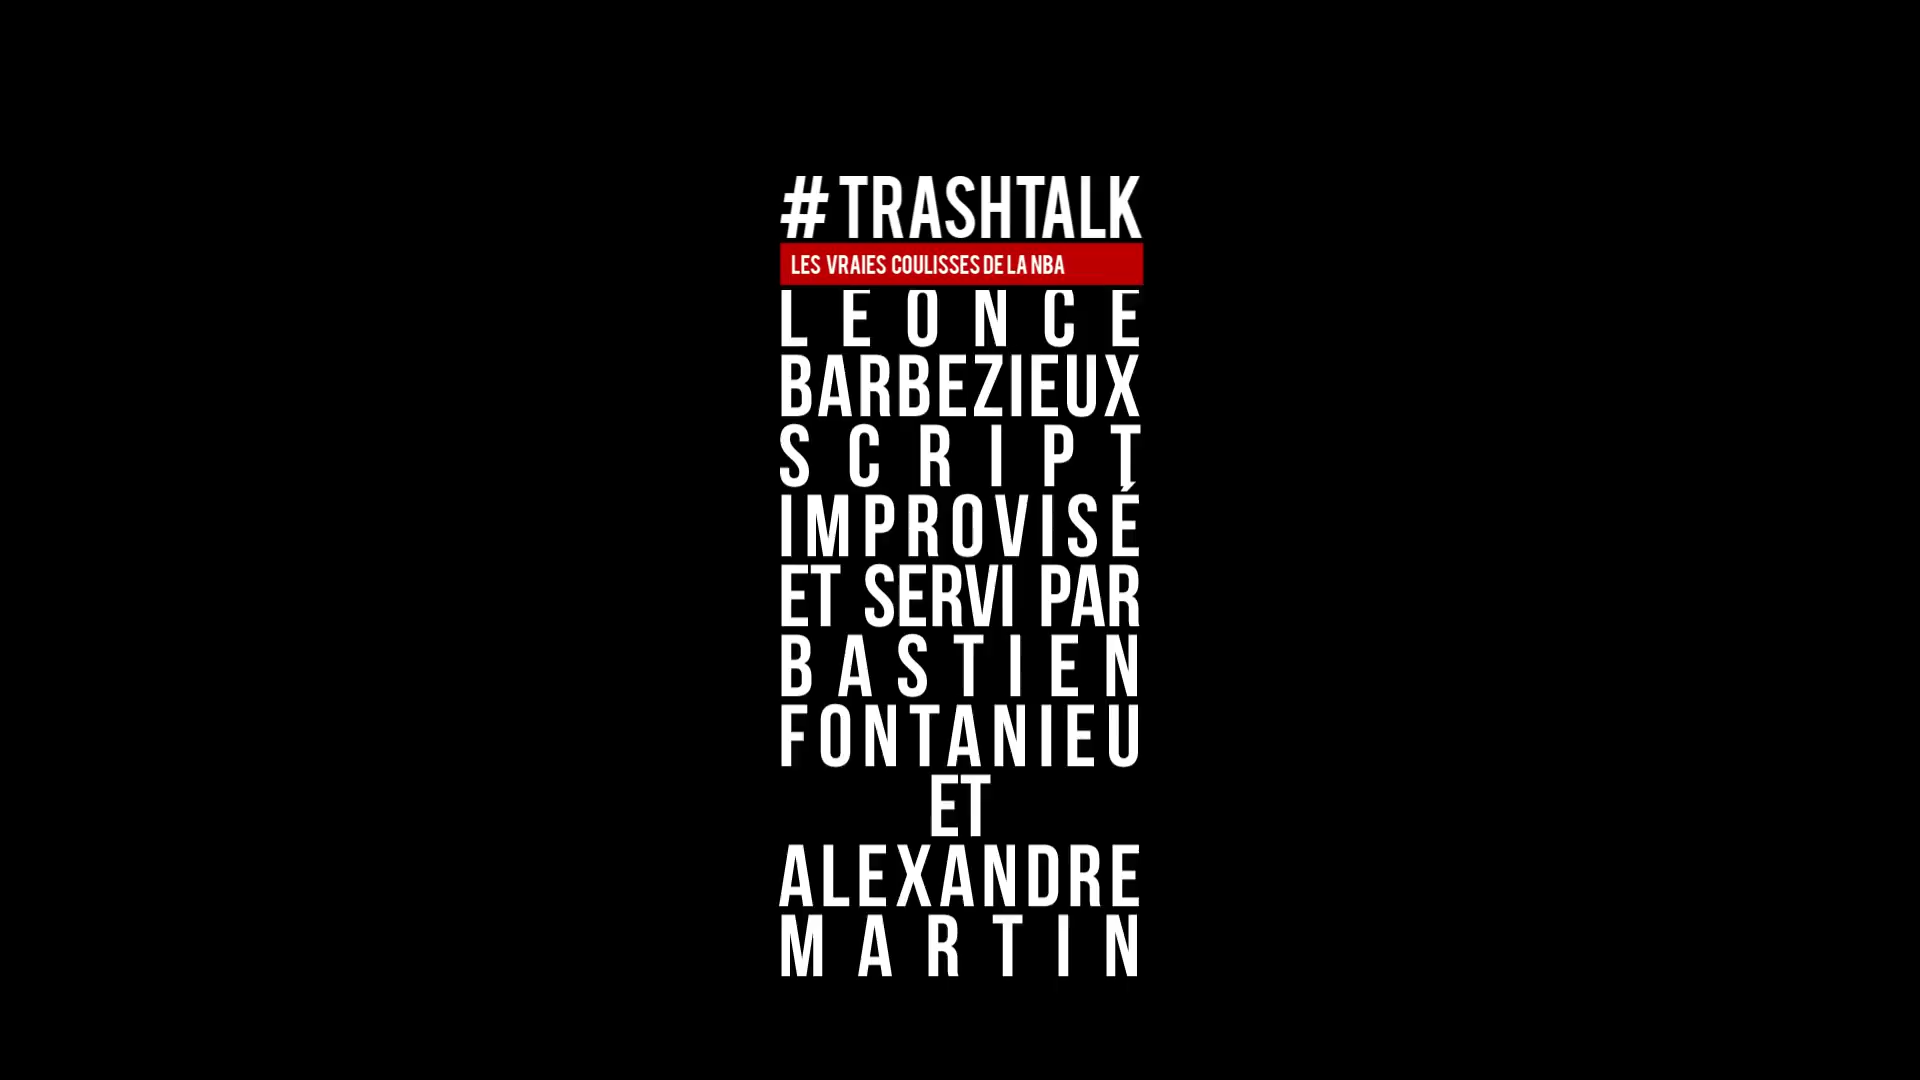 #TRASHTALK
LES VRAIES COULISSES DE LA NBA
LEONCE
BARBEZIEUX
SCRIPT
IMPROVISÉ
ET SERVI PAR
BASTIEN
FONTANIEU
ET
ALEXANDRE
MARTIN